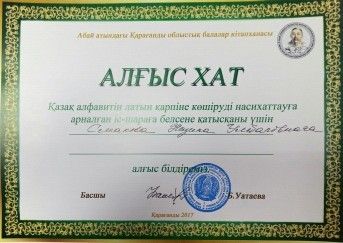 Абай атындағы Қарағанды облыстық балалар кітапханасы
АЛҒЫС ХАТ
Қазақ алфавитін латын карпіне көшіруді насихаттауға
арналған іс-шараға белсене қатысқаны үшін
алғыс білдіреміз.
Басшы Б. Уатаева
Қарағанды 2017